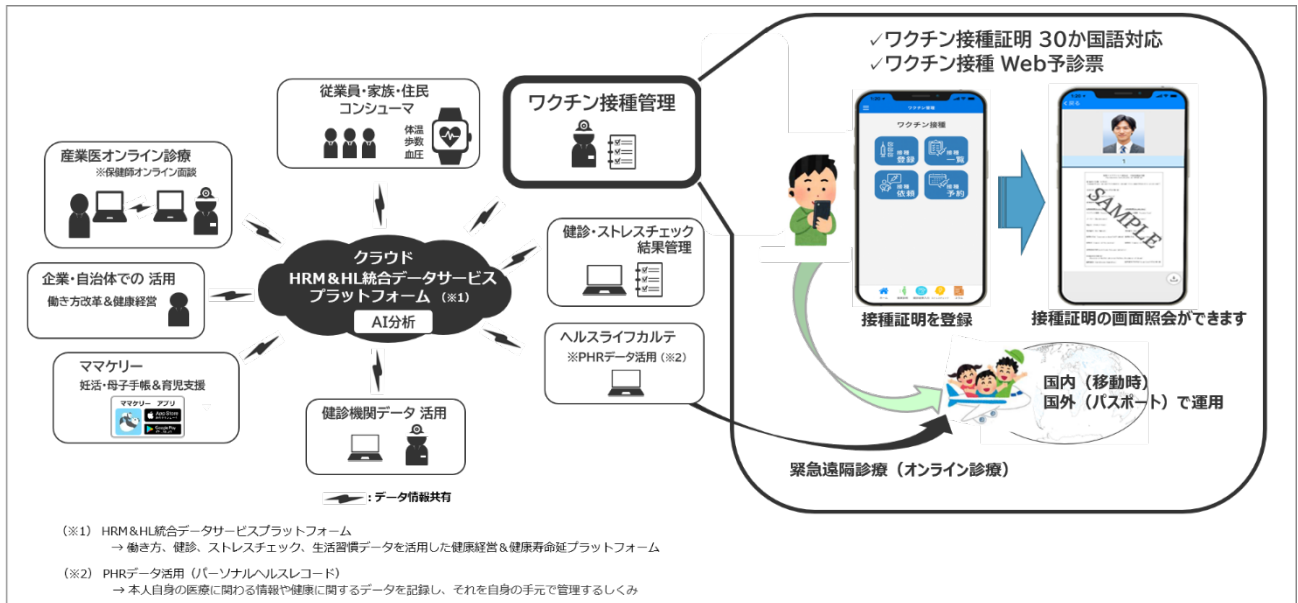 従業員・家族・住民
コンシューマ
体温
歩数
血圧
産業医オンライン診療
※保健師オンライン面談
企業・自治体での 活用
働き方改革&健康経営
ママケリー
妊活・母子手帳&育児支援
ママケリー アプリ
App Store
Google Play
クラウド
HRM&HL統合データサービス
プラットフォーム (※1)
AI分析
健診機関データ 活用
ワクチン接種管理
健診・ストレスチェック
結果管理
ヘルスライフカルテ
※PHRデータ活用 (※2)
:データ情報共有
✓ワクチン接種証明 30か国語対応
✓ワクチン接種 Web予診票
ワクチン接種
接種
登録
接種
一覧
接種
依頼
接種
予約
接種証明を登録
1
SAMPLE
接種証明の画面照会ができます
国内(移動時)
国外(パスポート)で運用
緊急遠隔診療(オンライン診療)
(※1) HRM&HL統合データサービスプラットフォーム
→ 働き方、健診、ストレスチェック、生活習慣データを活用した健康経営&健康寿命延プラットフォーム
(※2) PHRデータ活用(パーソナルヘルスレコード)
→ 本人自身の医療に関わる情報や健康に関するデータを記録し、それを自身の手元で管理するしくみ